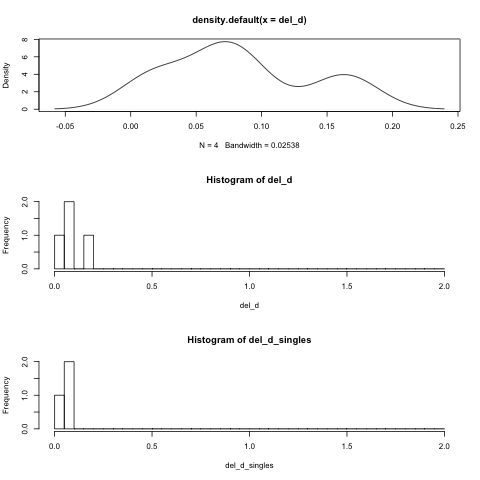 density.default(x = del_d)
Density
0 2 4 6 8
-0.05 0.00 0.05 0.10 0.15 0.20 0.25
N = 4 Bandwidth = 0.02538
Histogram of del_d
Frequency
0.0 1.0 2.0
0.0 0.5 1.0 1.5 2.0
del_d
Histogram of del_d_singles
Frequency
0.0 1.0 2.0
0.0 0.5 1.0 1.5 2.0
del_d_singles